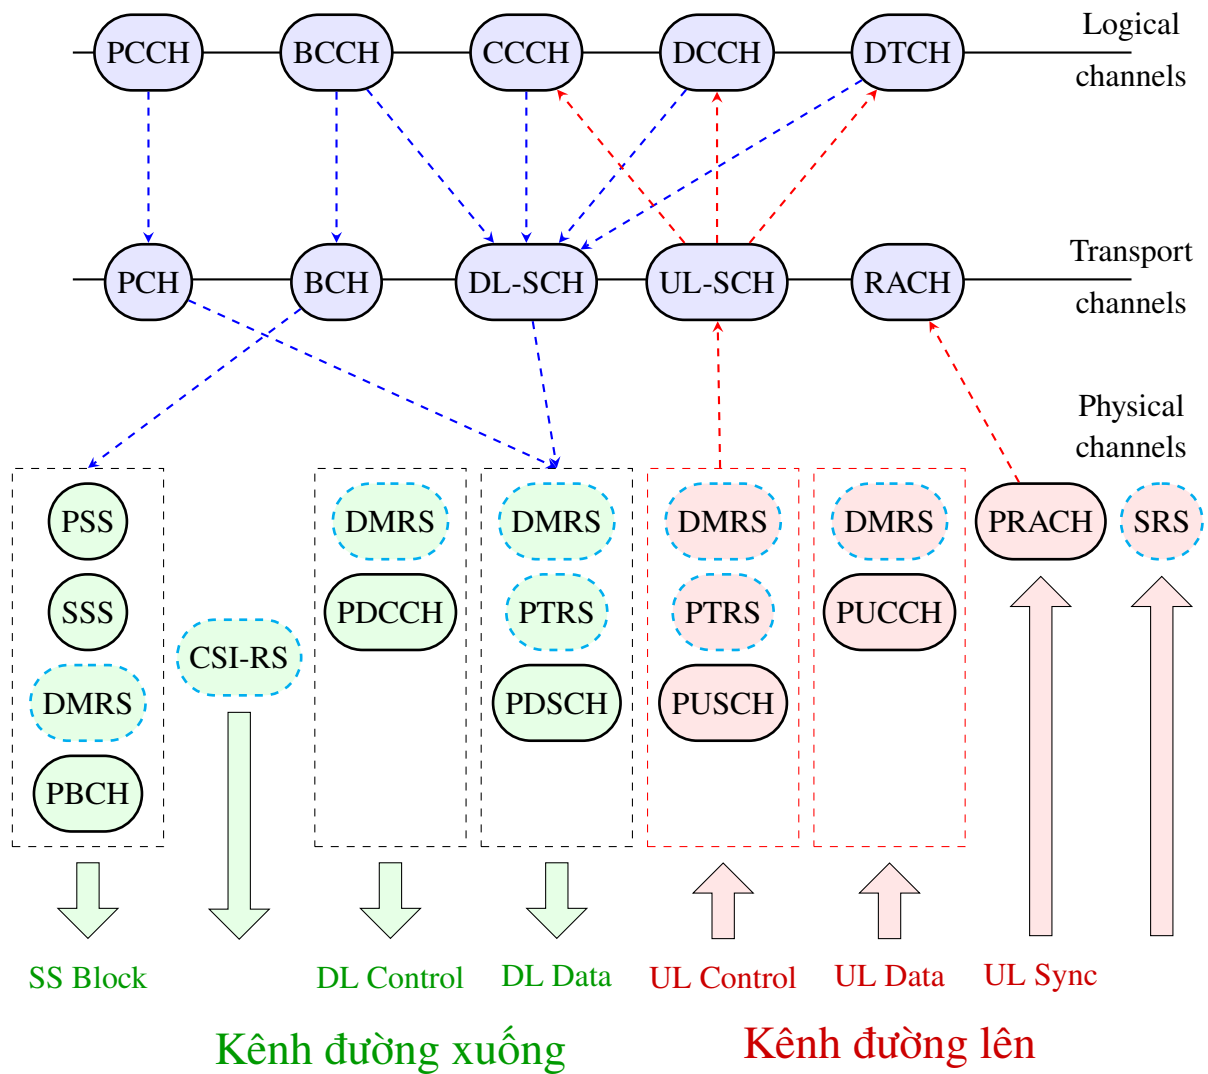 Logical
PCCH BCCH CCCH DCCH DTCH
channels
Transport
PCH BCH DL-SCH UL-SCH RACH
channels
Physical
channels
PSS DMRS DMRS DMRS DMRS PRACH SRS
SSS PDCCH PTRS PTRS PUCCH
CSI-RS
DMRS PDSCH PUSCH
PBCH
SS Block DL Control DL Data UL Control UL Data UL Sync
Kênh đường xuống Kênh đường lên